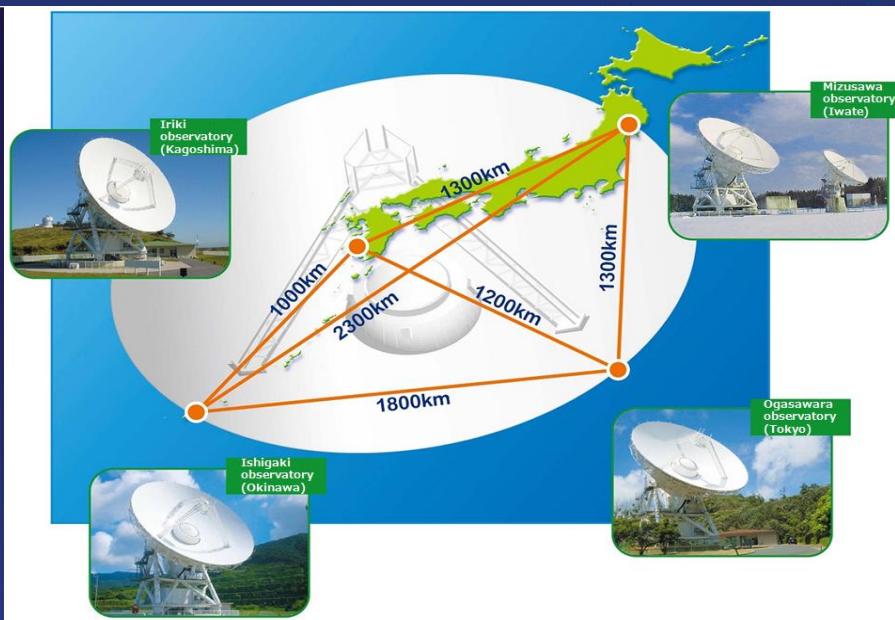 Iriki
observatory
(Kagoshima)
Mizusawa
observatory
(Iwate)
1300km
1000km
2300km
1200km
1300km
1800km
Ishigaki
observatory
(Okinawa)
Ogasawara
observatory
(Tokyo)